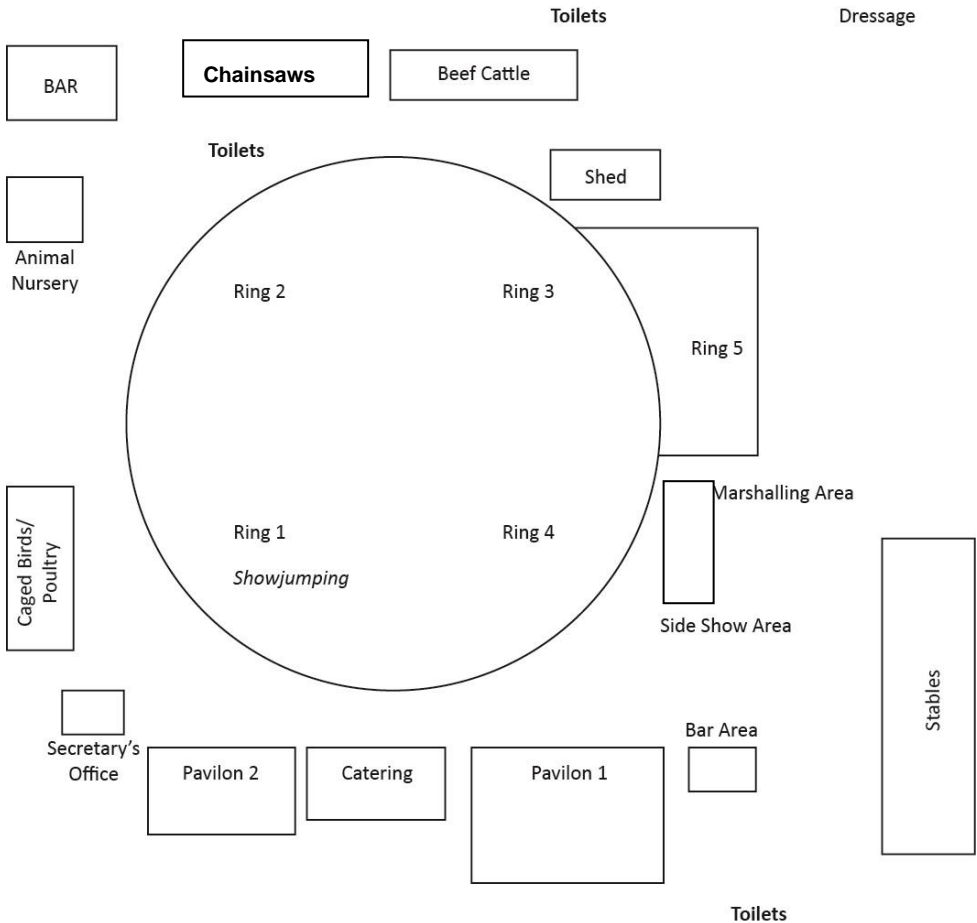 Toilets
Dressage
BAR
Chainsaws
Beef Cattle
Toilets
Shed
Animal
Nursery
Ring 2
Ring 3
Ring 5
Marshalling Area
Caged Birds/
Poultry
Ring 1
Showjumping
Ring 4
Side Show Area
Stables
Secretary's
Office
Pavilon 2
Catering
Pavilon 1
Bar Area
Toilets